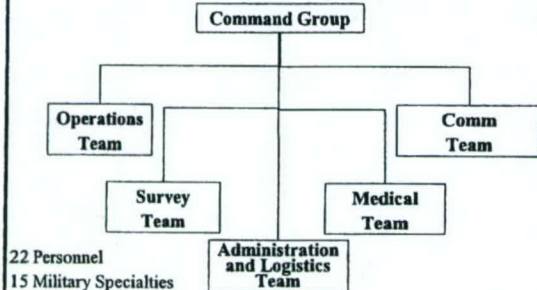 Command Group
Operations
Team
Comm
Team
Survey
Team
Medical
Team
Administration
and Logistics
Team
22 Personnel
15 Military Specialties